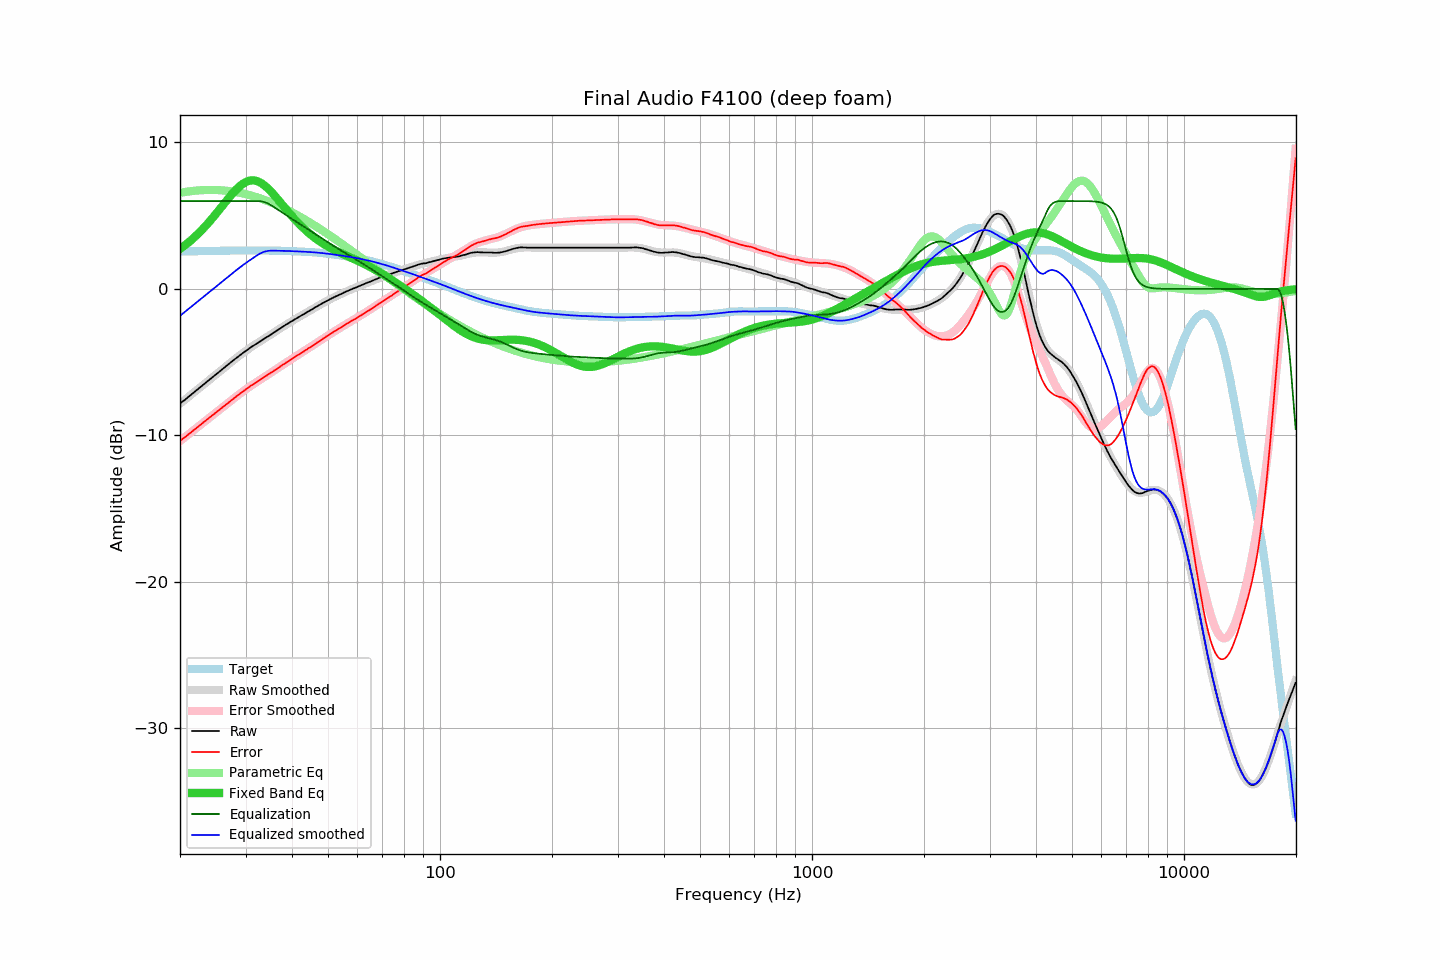 Final Audio F4100 (deep foam)
10
0
−10
−20
−30
Amplitude (dBr)
Target
Raw Smoothed
Error Smoothed
Raw
Error
Parametric Eq
Fixed Band Eq
Equalization
Equalized smoothed
100
1000
10000
Frequency (Hz)